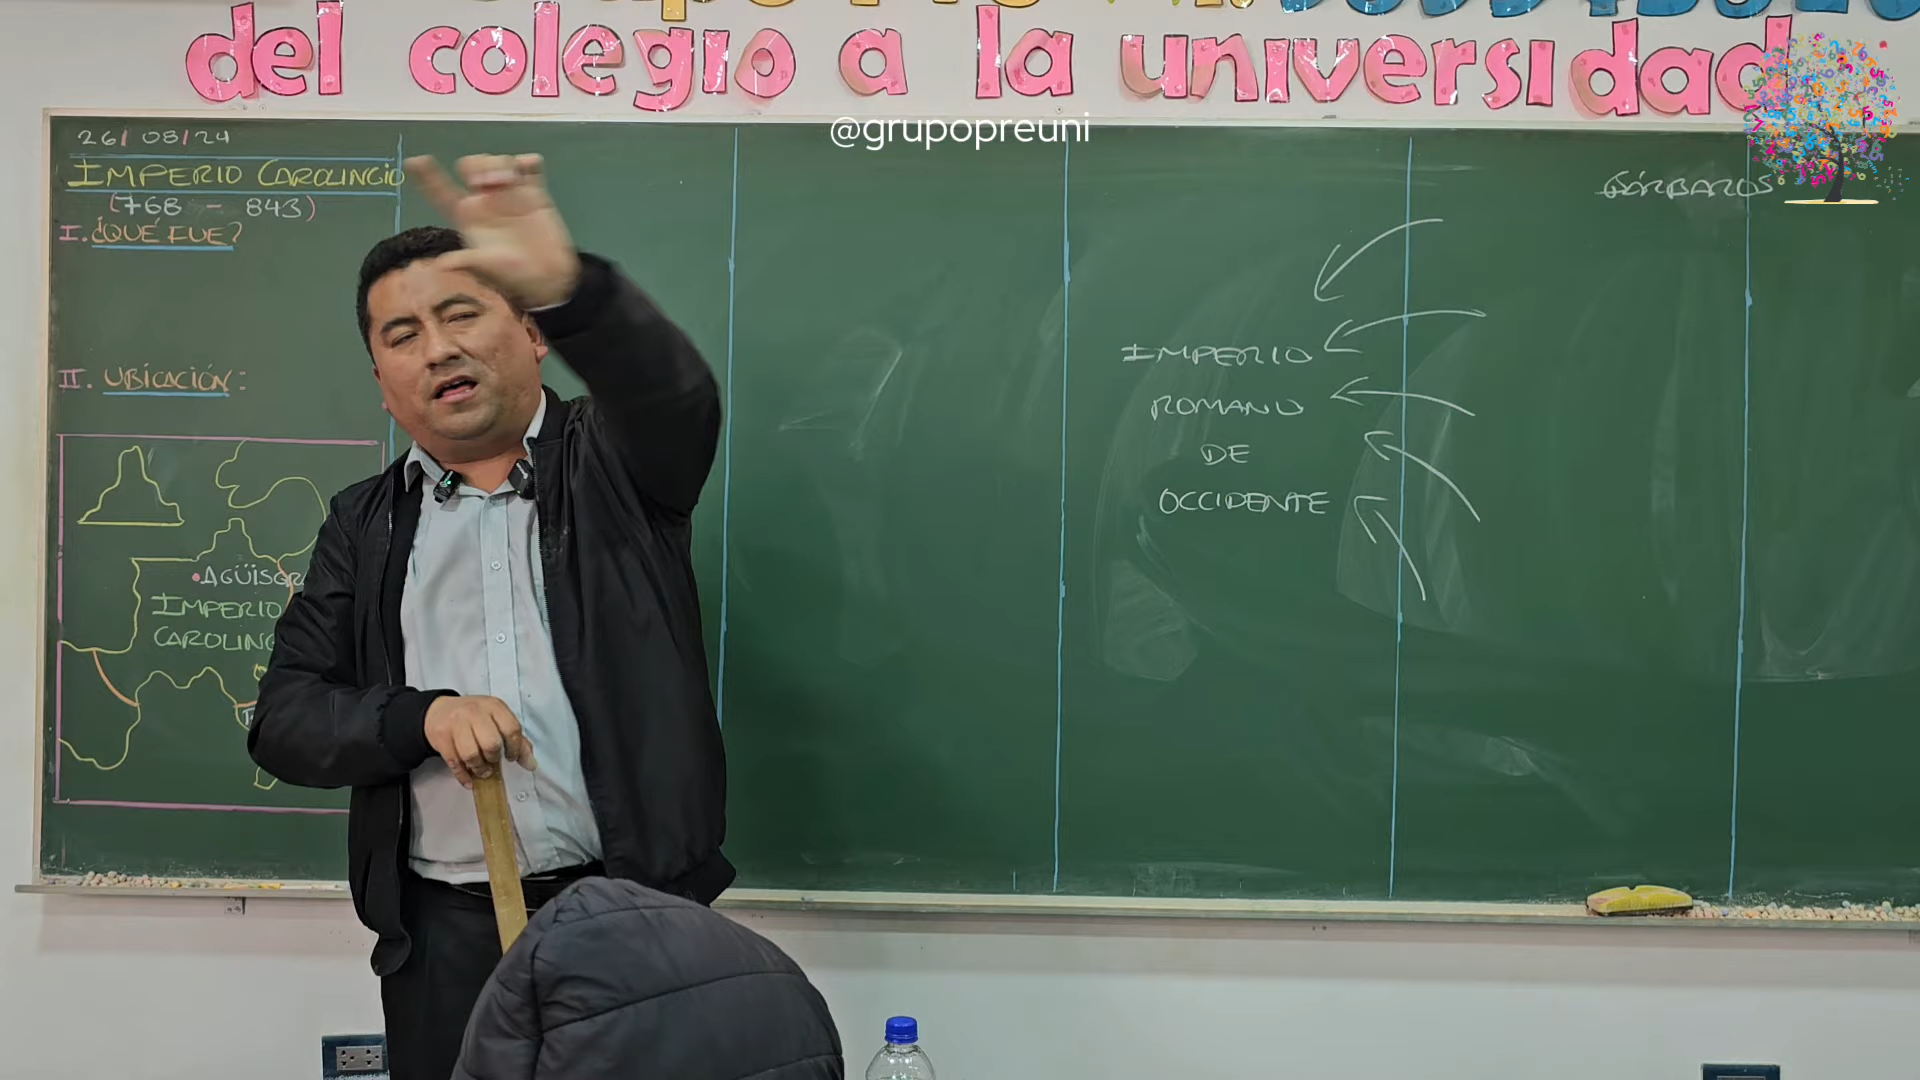 del colegio a la universidad
@grupopreuni
26/08/24
IMPERIO CAROLINGIO
(768 - 843)
I. ¿QUÉ FUE?
II. UBICACIÓN:
IMPERIO
BÁRBAROS
IMPERIO
ROMANO
DE
OCCIDENTE